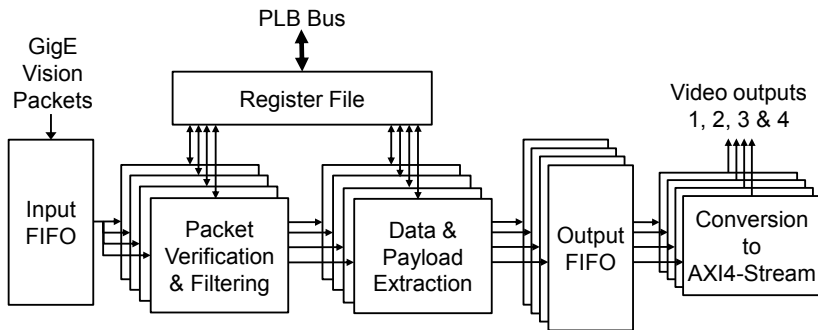 PLB Bus
GigE
Vision
Packets
Register File
Video outputs
1, 2, 3 & 4
Input
FIFO
Packet
Verification
& Filtering
Data &
Payload
Extraction
Output
FIFO
Conversion
to
AXI4-Stream